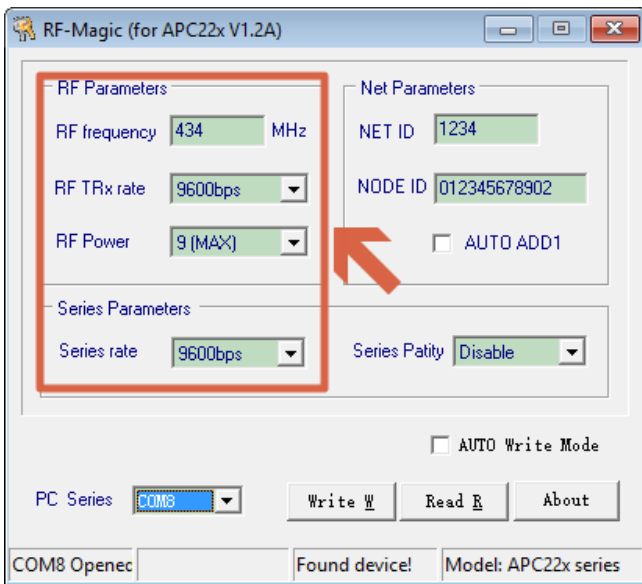 RF-Magic (for APC22x V1.2A)
RF Parameters
RF frequency 434 MHz
RF TRx rate 9600bps
RF Power 9 (MAX)
Net Parameters
NET ID 1234
NODE ID 012345678902
AUTO ADD1
Series Parameters
Series rate 9600bps
Series Patity Disable
AUTO Write Mode
PC Series COM8
Write W
Read R
About
COM8 Opened
Found device!
Model: APC22x series